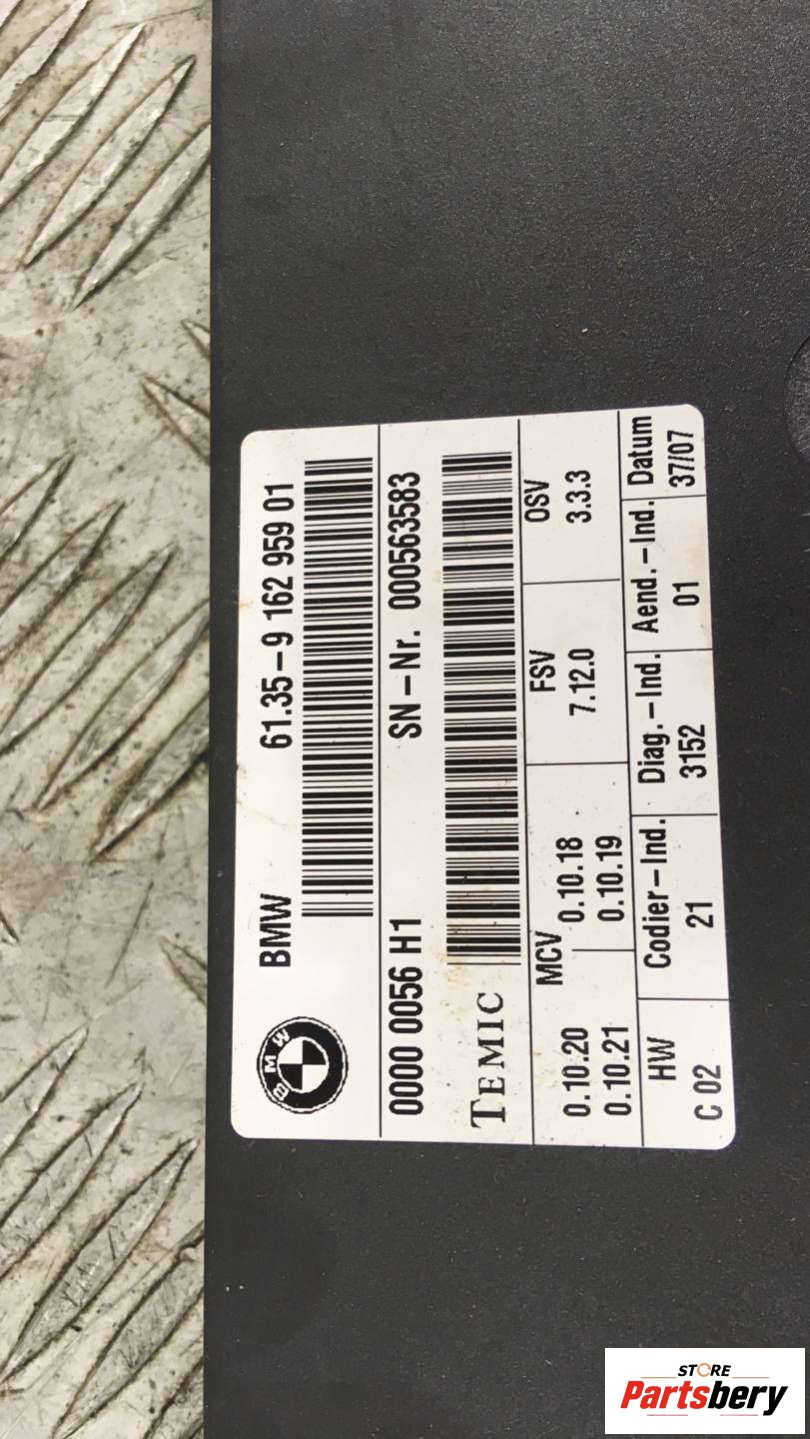 BMW
BMW 61.35-9 162 959 01
0000 0056 H1 SN-Nr. 000563583
TEMIC
MCV FSV OSV
0.10.20 0.10.18 7.12.0 3.3.3
0.10.21 0.10.19
HW Codier-Ind. Diag.-Ind. Aend.-Ind. Datum
C 02 21 3152 01 37/07
STORE
Partsbery